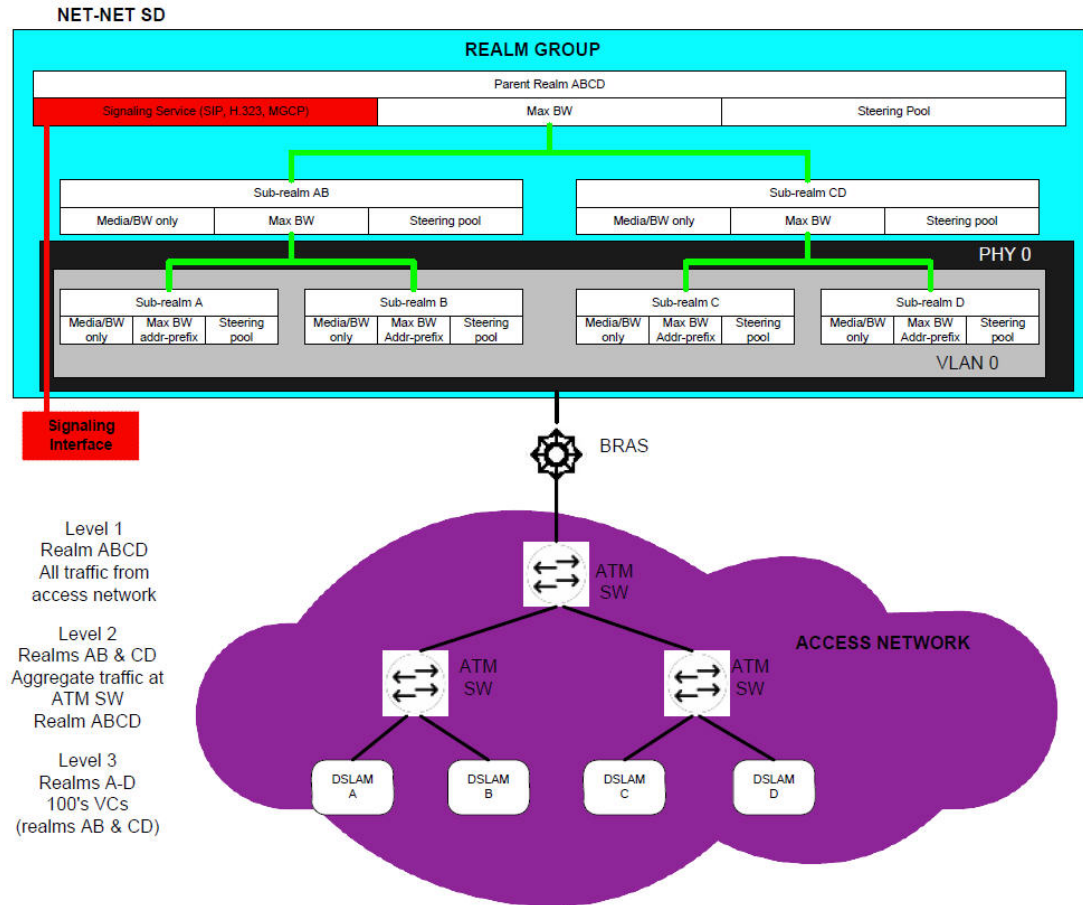 NET-NET SD
REALM GROUP
Parent Realm ABCD
Signaling Service (SIP, H.323, MGCP)
Max BW
Steering Pool
Sub-realm AB
Media/BW only
Max BW
Steering pool
Sub-realm CD
Media/BW only
Max BW
Steering pool
PHY 0
Sub-realm A
Media/BW
only
Max BW
addr-prefix
Steering
pool
Sub-realm B
Media/BW
only
Max BW
Addr-prefix
Steering
pool
Sub-realm C
Media/BW
only
Max BW
Addr-prefix
Steering
pool
Sub-realm D
Media/BW
only
Max BW
Addr-prefix
Steering
pool
VLAN 0
Signaling
Interface
BRAS
Level 1
Realm ABCD
All traffic from
access network
ATM
SW
Level 2
Realms AB & CD
Aggregate traffic at
ATM SW
Realm ABCD
ATM
SW
ATM
SW
ACCESS NETWORK
Level 3
Realms A-D
100's VCs
(realms AB & CD)
DSLAM
A
DSLAM
B
DSLAM
C
DSLAM
D